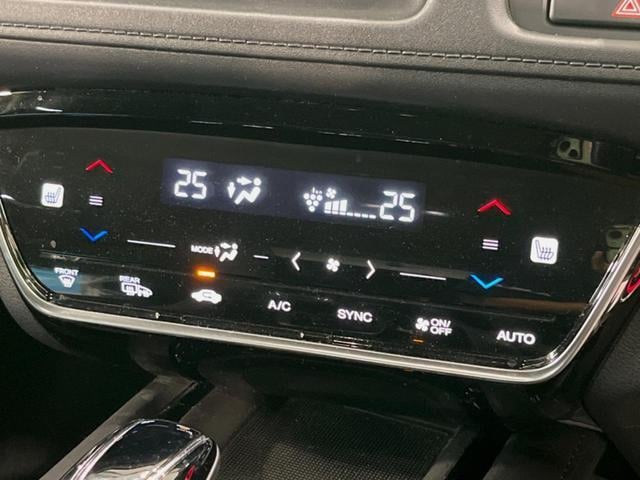 25 25
MODE
FRONT
REAR
A/C SYNC ON/OFF AUTO